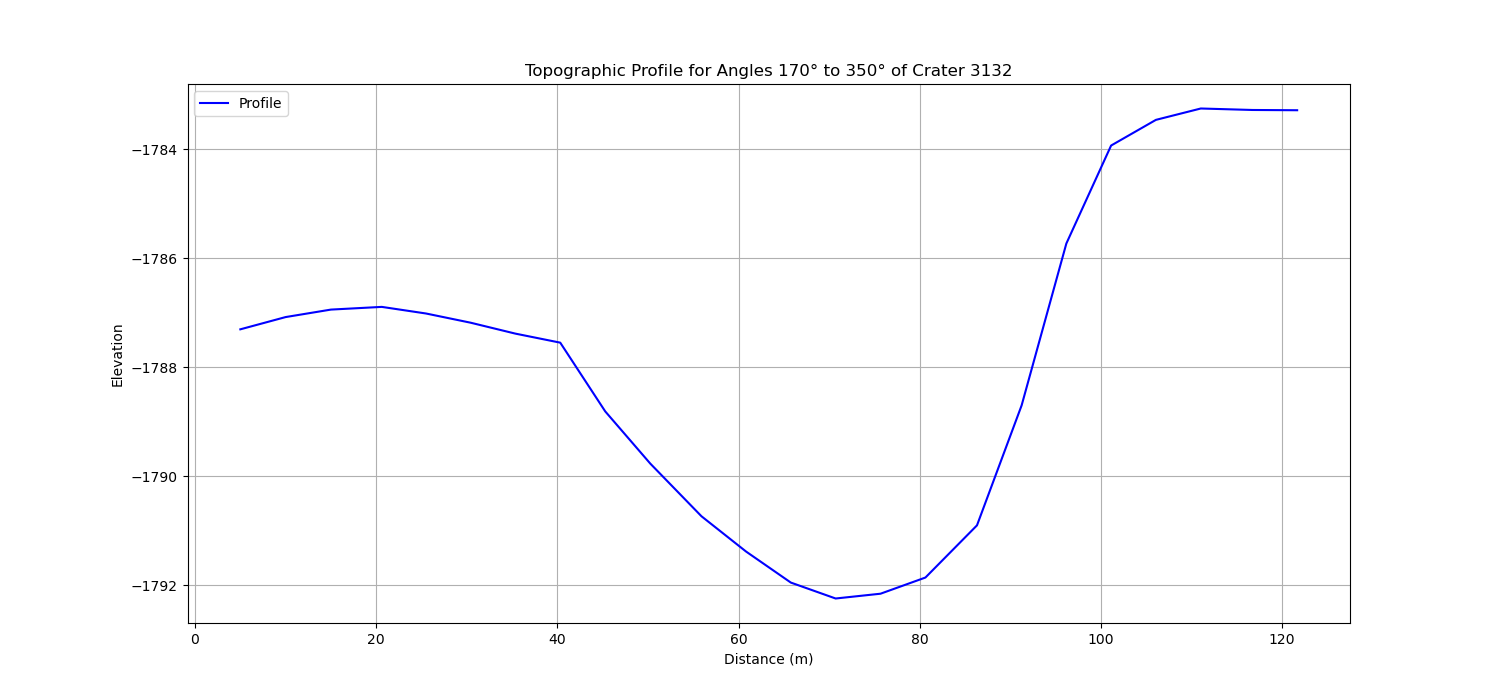 Topographic Profile for Angles 170° to 350° of Crater 3132
Profile
−1784
−1786
−1788
−1790
−1792
Elevation
0 20 40 60 80 100 120
Distance (m)